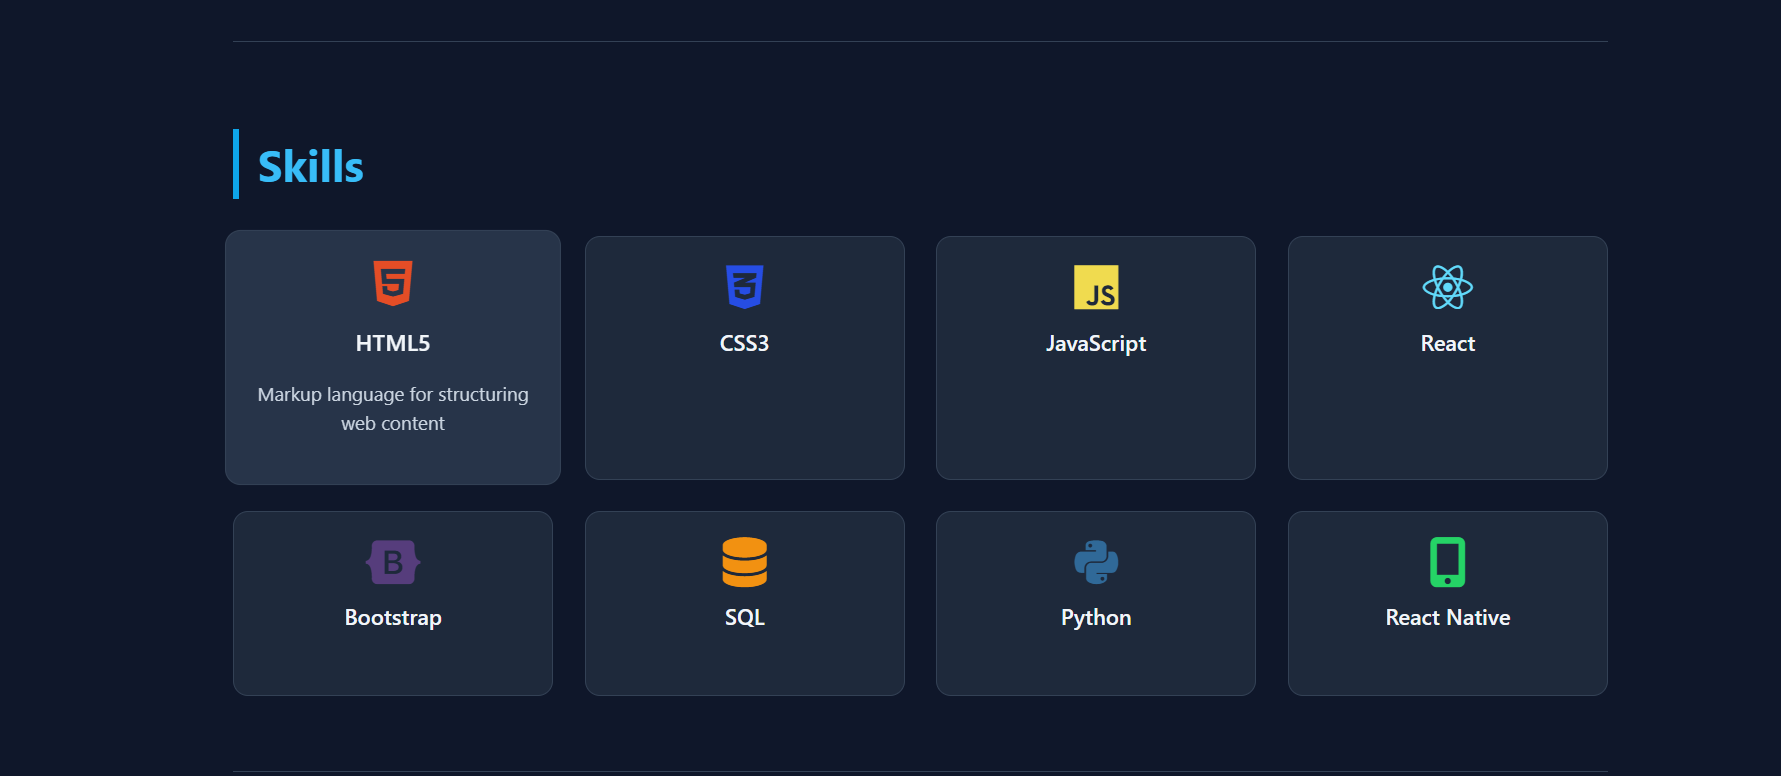 Skills
HTML5
Markup language for structuring
web content
CSS3
JS
JavaScript
React
B
Bootstrap
SQL
Python
React Native